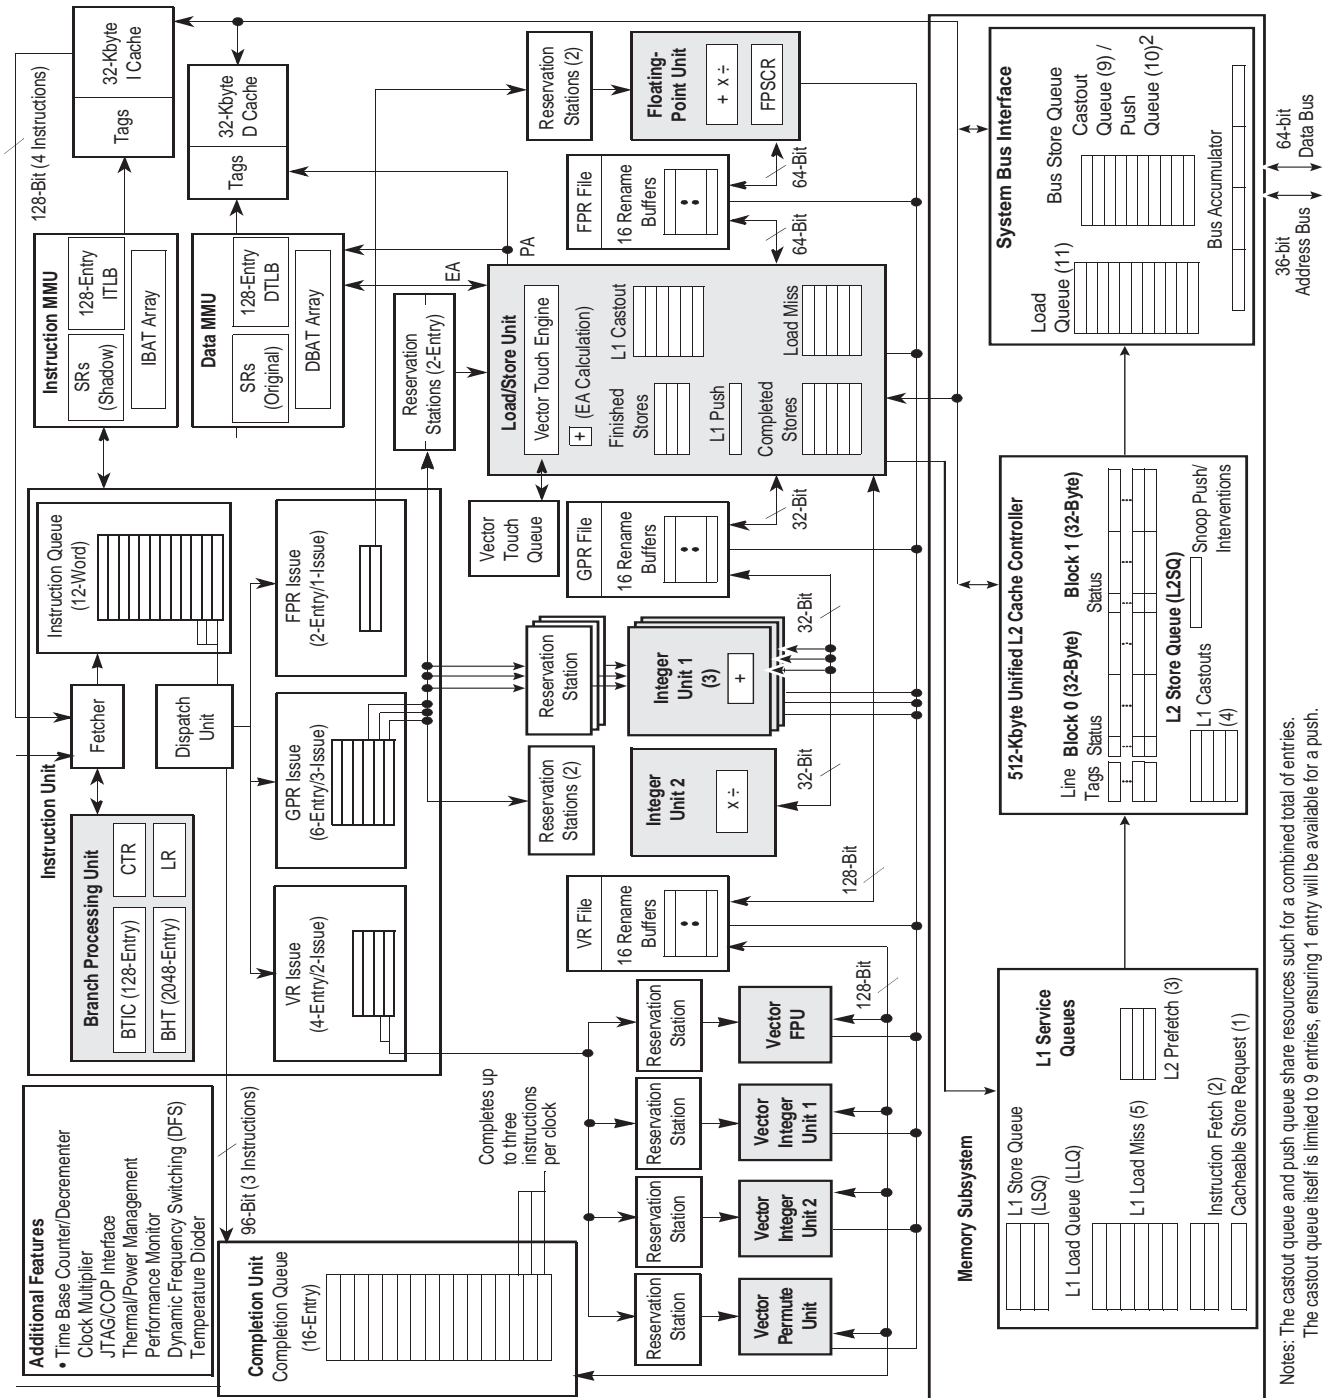 Additional Features
• Time Base Counter/Decrementer
Clock Multiplier
JTAG/COP Interface
Thermal/Power Management
Performance Monitor
Dynamic Frequency Switching (DFS)
Temperature Dioder
96-Bit (3 Instructions)
Completion Unit
Completion Queue
(16-Entry)
Completes up
to three
instructions
per clock
Instruction Unit
Branch Processing Unit
BTIC (128-Entry)
CTR
BHT (2048-Entry)
LR
Fetcher
Dispatch
Unit
Instruction Queue
(12-Word)
VR Issue
(4-Entry/2-Issue)
GPR Issue
(6-Entry/3-Issue)
FPR Issue
(2-Entry/1-Issue)
Instruction MMU
SRs
(Shadow)
128-Entry
ITLB
IBAT Array
Data MMU
SRs
(Original)
128-Entry
DTLB
DBAT Array
128-Bit (4 Instructions)
Tags
32-Kbyte
I Cache
Tags
32-Kbyte
D Cache
EA
PA
Reservation
Station
Reservation
Station
Reservation
Station
Reservation
Station
Vector
Permute
Unit
Vector
Integer
Unit 2
Vector
Integer
Unit 1
Vector
FPU
128-Bit
VR File
16 Rename
Buffers
128-Bit
Reservation
Stations (2)
Integer
Unit 2
x ÷
32-Bit
Reservation
Station
Integer
Unit 1
(3)
+
32-Bit
Vector
Touch
Queue
GPR File
16 Rename
Buffers
32-Bit
Reservation
Stations (2-Entry)
Load/Store Unit
Vector Touch Engine
+ (EA Calculation)
Finished
Stores
L1 Castout
L1 Push
Completed
Stores
Load Miss
FPR File
16 Rename
Buffers
64-Bit
64-Bit
Reservation
Stations (2)
Floating-
Point Unit
+ x ÷
FPSCR
Memory Subsystem
L1 Store Queue
(LSQ)
L1 Service
Queues
L1 Load Queue (LLQ)
L1 Load Miss (5)
L2 Prefetch (3)
Instruction Fetch (2)
Cacheable Store Request (1)
512-Kbyte Unified L2 Cache Controller
Line
Tags
Block 0 (32-Byte)
Status
Block 1 (32-Byte)
Status
L2 Store Queue (L2SQ)
L1 Castouts
(4)
Snoop Push/
Interventions
System Bus Interface
Load
Queue (11)
Bus Store Queue
Castout
Queue (9) /
Push
Queue (10)2
Bus Accumulator
36-bit
Address Bus
64-bit
Data Bus
Notes: The castout queue and push queue share resources such for a combined total of entries.
The castout queue itself is limited to 9 entries, ensuring 1 entry will be available for a push.